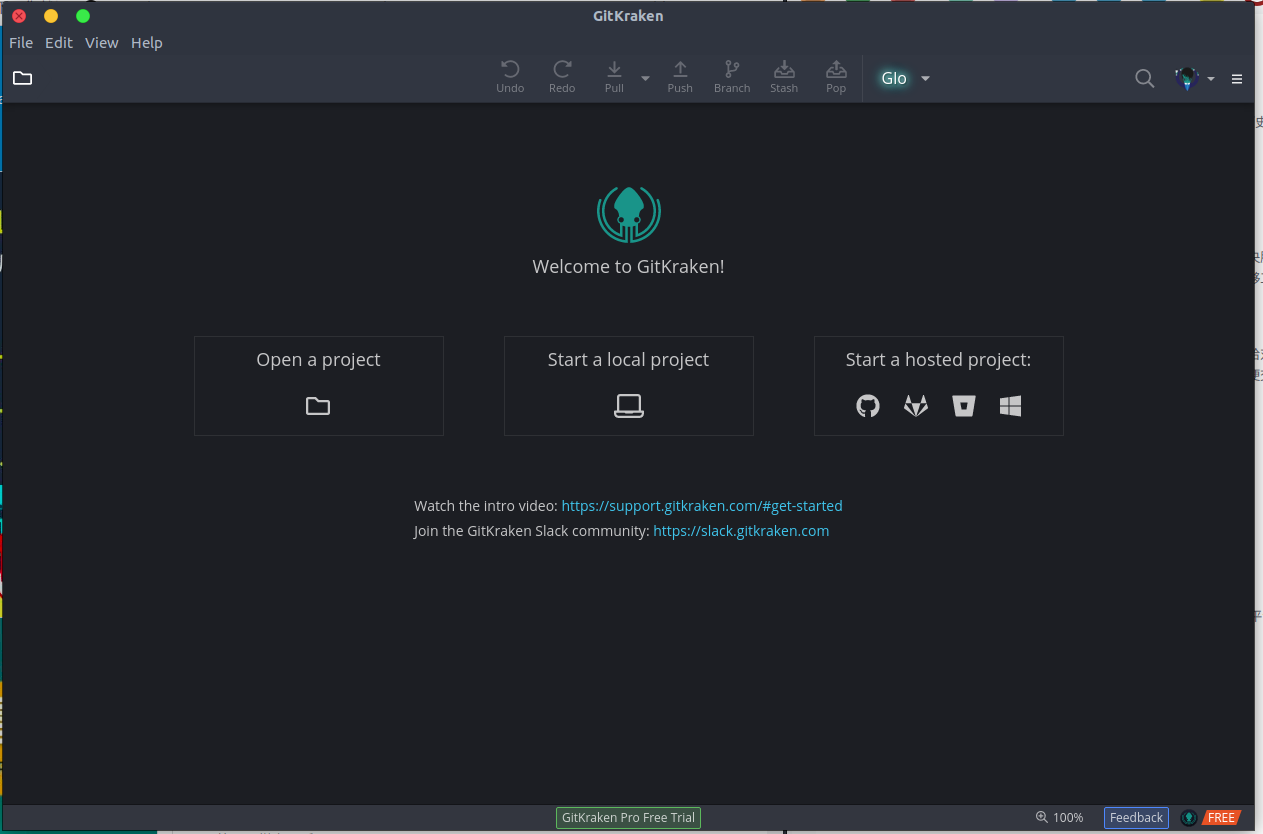 GitKraken
File Edit View Help
Undo Redo Pull Push Branch Stash Pop Glo
Welcome to GitKraken!
Open a project Start a local project Start a hosted project:
Watch the intro video: https://support.gitkraken.com/#get-started
Join the GitKraken Slack community: https://slack.gitkraken.com
GitKraken Pro Free Trial 100% Feedback FREE